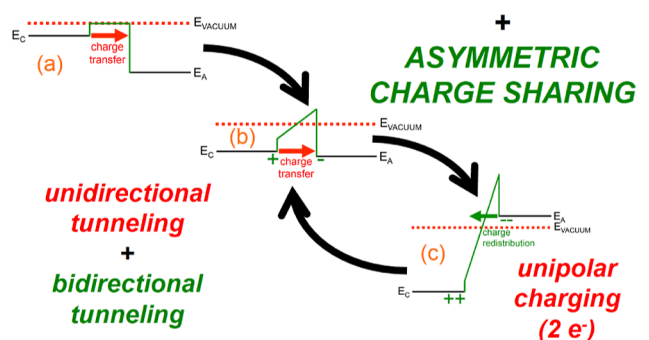 +
ASYMMETRIC
CHARGE SHARING
E_VACUUM
E_C
charge
transfer
(a)
E_A
(b)
E_VACUUM
E_C
+
-
charge
transfer
E_A
unidirectional
tunneling
+
bidirectional
tunneling
E_A
--
E_VACUUM
charge
redistribution
(c)
E_C
++
unipolar
charging
(2 e-)